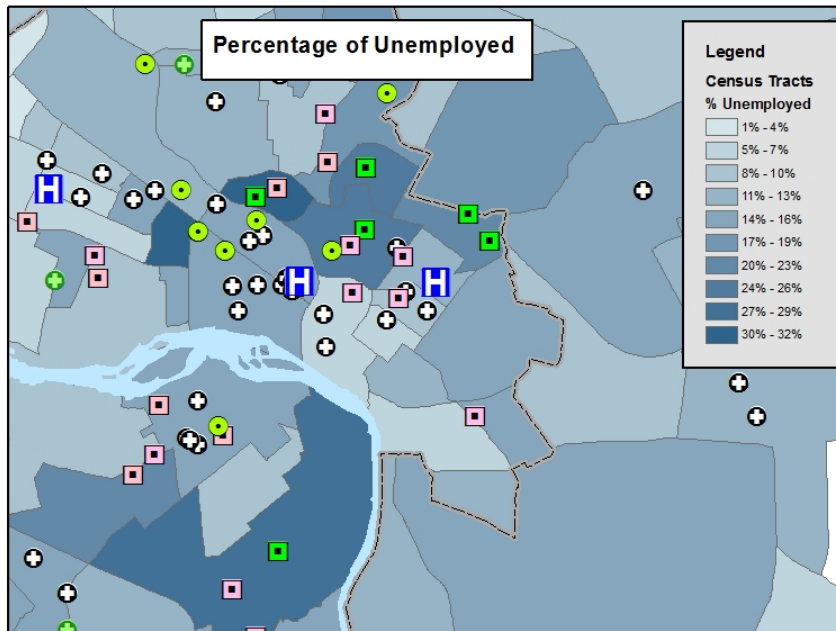 Percentage of Unemployed
Legend
Census Tracts
% Unemployed
1% - 4%
5% - 7%
8% - 10%
11% - 13%
14% - 16%
17% - 19%
20% - 23%
24% - 26%
27% - 29%
30% - 32%
H
H
H